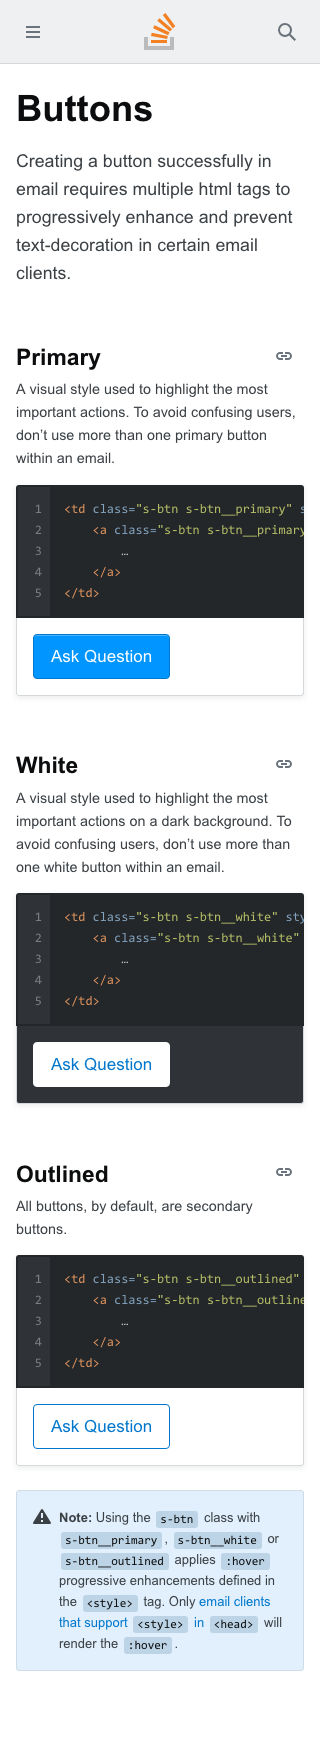 Buttons
Creating a button successfully in
email requires multiple html tags to
progressively enhance and prevent
text-decoration in certain email
clients.
Primary
A visual style used to highlight the most
important actions. To avoid confusing users,
don’t use more than one primary button
within an email.
1 <td class="s-btn s-btn__primary" s
2 <a class="s-btn s-btn__primary
3 …
4 </a>
5 </td>
Ask Question
White
A visual style used to highlight the most
important actions on a dark background. To
avoid confusing users, don’t use more than
one white button within an email.
1 <td class="s-btn s-btn__white" sty
2 <a class="s-btn s-btn__white"
3 …
4 </a>
5 </td>
Ask Question
Outlined
All buttons, by default, are secondary
buttons.
1 <td class="s-btn s-btn__outlined"
2 <a class="s-btn s-btn__outline
3 …
4 </a>
5 </td>
Ask Question
Note: Using the s-btn class with
s-btn__primary , s-btn__white or
s-btn__outlined applies :hover
progressive enhancements defined in
the <style> tag. Only email clients
that support <style> in <head> will
render the :hover .